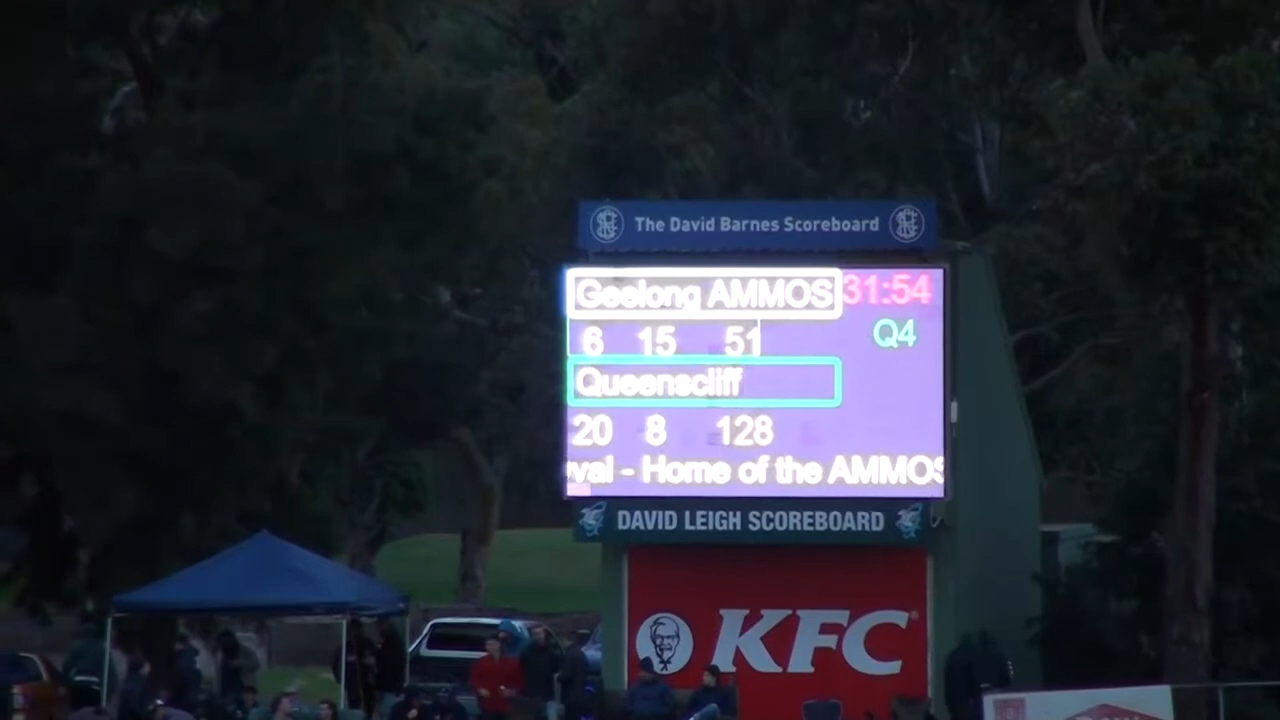 The David Barnes Scoreboard
Geelong AMMOS 31:54
6 15 51 Q4
Queenscliff
20 8 128
val - Home of the AMMOS
DAVID LEIGH SCOREBOARD
KFC